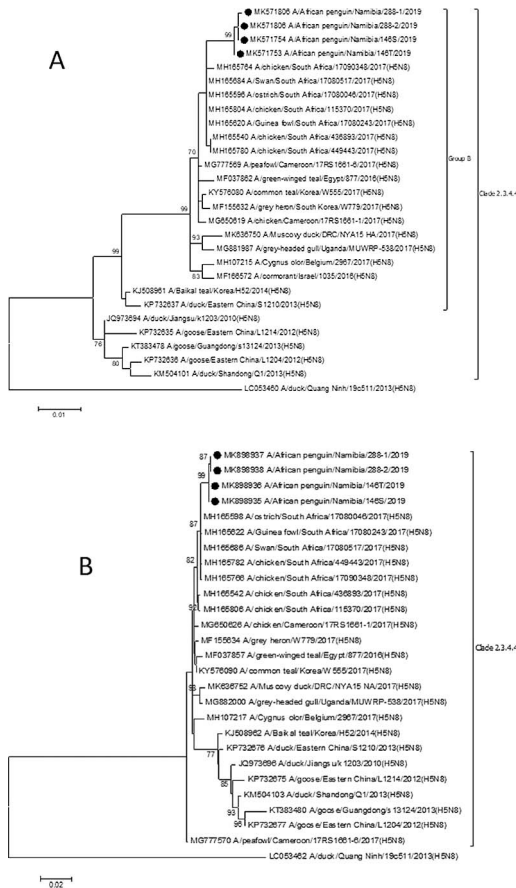 A
99
MK571806 A/African penguin/Namibia/288-1/2019
MK571806 A/African penguin/Namibia/288-2/2019
MK571754 A/African penguin/Namibia/146S/2019
MK571753 A/African penguin/Namibia/146T/2019
MH165764 A/chicken/South Africa/17090348/2017(H5N8)
MH165684 A/Swan/South Africa/17080517/2017(H5N8)
MH165596 A/ostrich/South Africa/17080046/2017(H5N8)
MH165804 A/chicken/South Africa/115370/2017(H5N8)
MH165620 A/Guinea fowl/South Africa/17080243/2017(H5N8)
MH165540 A/chicken/South Africa/436893/2017(H5N8)
MH165780 A/chicken/South Africa/449443/2017(H5N8)
70
MG777569 A/peafowl/Cameroon/17RS1661-6/2017(H5N8)
MF037862 A/green-winged teal/Egypt/877/2016(H5N8)
KY576080 A/common teal/Korea/W555/2017(H5N8)
MF155632 A/grey heron/South Korea/W779/2017(H5N8)
99
MG650619 A/chicken/Cameroon/17RS1661-1/2017(H5N8)
93
MK636750 A/Muscovy duck/DRC/NYA15 HA/2017(H5N8)
MG881987 A/grey-headed gull/Uganda/MUWRP-538/2017(H5N8)
99
MH107215 A/Cygnus olor/Belgium/2967/2017(H5N8)
83
MF166572 A/cormorant/Israel/1035/2016(H5N8)
KJ508961 A/Baikal teal/Korea/H52/2014(H5N8)
KP732637 A/duck/Eastern China/S1210/2013(H5N8)
JQ973694 A/duck/Jiangsu/k1203/2010(H5N8)
KP732635 A/goose/Eastern China/L1214/2012(H5N8)
76
KT383478 A/goose/Guangdong/s13124/2013(H5N8)
80
KP732636 A/goose/Eastern China/L1204/2012(H5N8)
KM504101 A/duck/Shandong/Q1/2013(H5N8)
LC053460 A/duck/Quang Ninh/19c511/2013(H5N8)
Group B
Clade 2.3.4.4
0.01
B
87
MK898937 A/African penguin/Namibia/288-1/2019
MK898938 A/African penguin/Namibia/288-2/2019
99
MK898936 A/African penguin/Namibia/146T/2019
MK898935 A/African penguin/Namibia/146S/2019
MH165598 A/ostrich/South Africa/17080046/2017(H5N8)
87
MH165622 A/Guinea fowl/South Africa/17080243/2017(H5N8)
MH165686 A/Swan/South Africa/17080517/2017(H5N8)
82
MH165782 A/chicken/South Africa/449443/2017(H5N8)
MH165766 A/chicken/South Africa/17090348/2017(H5N8)
MH165542 A/chicken/South Africa/436893/2017(H5N8)
MH165806 A/chicken/South Africa/115370/2017(H5N8)
MG650626 A/chicken/Cameroon/17RS1661-1/2017(H5N8)
MF155634 A/grey heron/W779/2017(H5N8)
MF037857 A/green-winged teal/Egypt/877/2016(H5N8)
KY576090 A/common teal/Korea/W555/2017(H5N8)
MK636752 A/Muscovy duck/DRC/NYA15 NA/2017(H5N8)
MG882000 A/grey-headed gull/Uganda/MUWRP-538/2017(H5N8)
MH107217 A/Cygnus olor/Belgium/2967/2017(H5N8)
KJ508962 A/Baikal teal/Korea/H52/2014(H5N8)
77
KP732676 A/duck/Eastern China/S1210/2013(H5N8)
JQ973696 A/duck/Jiangsu/k1203/2010(H5N8)
85
KP732675 A/goose/Eastern China/L1214/2012(H5N8)
KM504103 A/duck/Shandong/Q1/2013(H5N8)
93
KT383480 A/goose/Guangdong/s13124/2013(H5N8)
96
KP732677 A/goose/Eastern China/L1204/2012(H5N8)
MG777570 A/peafowl/Cameroon/17RS1661-6/2017(H5N8)
LC053462 A/duck/Quang Ninh/19c511/2013(H5N8)
Clade 2.3.4.4
0.02